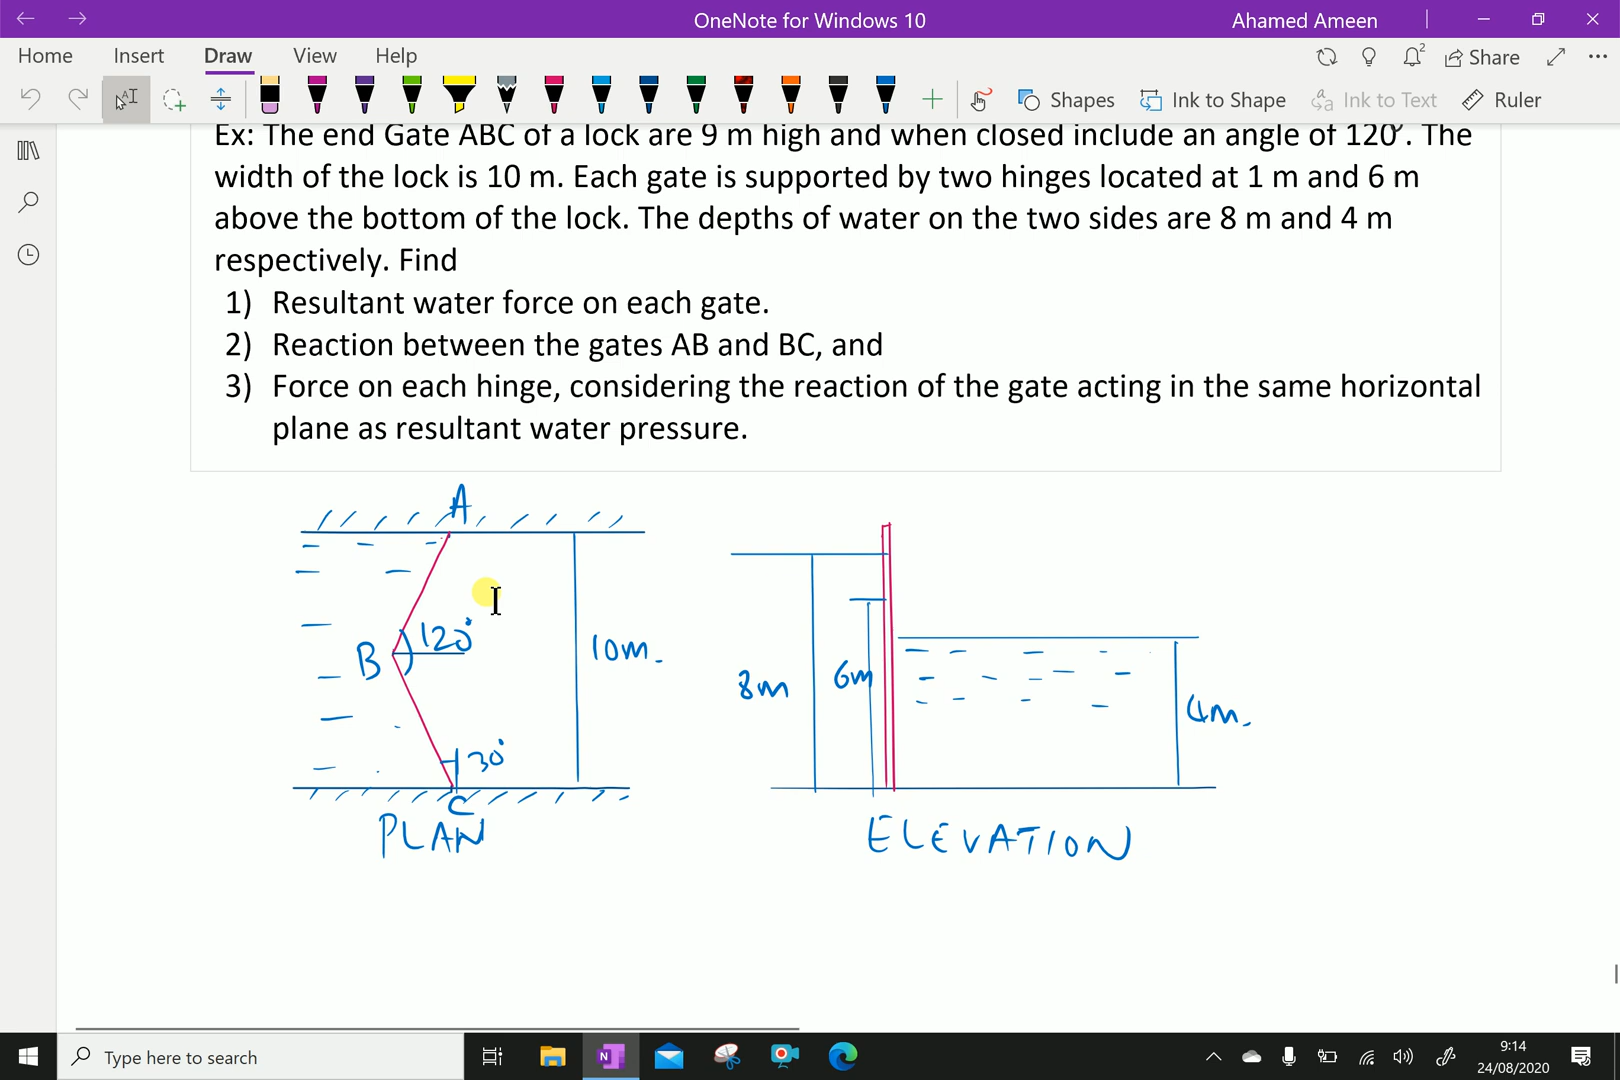 OneNote for Windows 10
Ahamed Ameen
Home Insert Draw View Help
2
Share
Shapes
Ink to Shape
Ink to Text
Ruler
Ex: The end Gate ABC of a lock are 9 m high and when closed include an angle of 120°. The
width of the lock is 10 m. Each gate is supported by two hinges located at 1 m and 6 m
above the bottom of the lock. The depths of water on the two sides are 8 m and 4 m
respectively. Find
1) Resultant water force on each gate.
2) Reaction between the gates AB and BC, and
3) Force on each hinge, considering the reaction of the gate acting in the same horizontal
plane as resultant water pressure.
A
B
120°
10m.
30°
C
PLAN
8m
6m
4m.
ELEVATION
Type here to search
9:14
24/08/2020